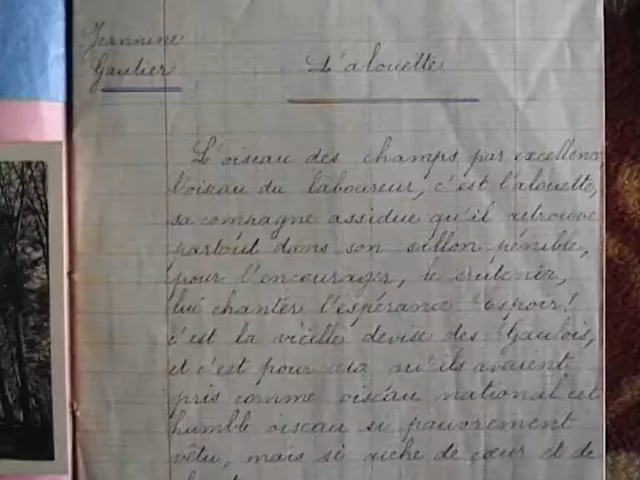 Jeannine
Gautier
L'alouette
L'oiseau des champs par excellence
l'oiseau du laboureur, c'est l'alouette,
sa compagne assidue qu'il retrouve
partout dans son sillon pénible,
pour l'encourager, le soutenir,
lui chanter l'espérance Espoir!
c'est la vieille devise des Gaulois,
et c'est pour cela qu'ils avaient
pris comme oiseau national cet
humble oiseau si pauvrement
vêtu, mais si riche de cœur et de